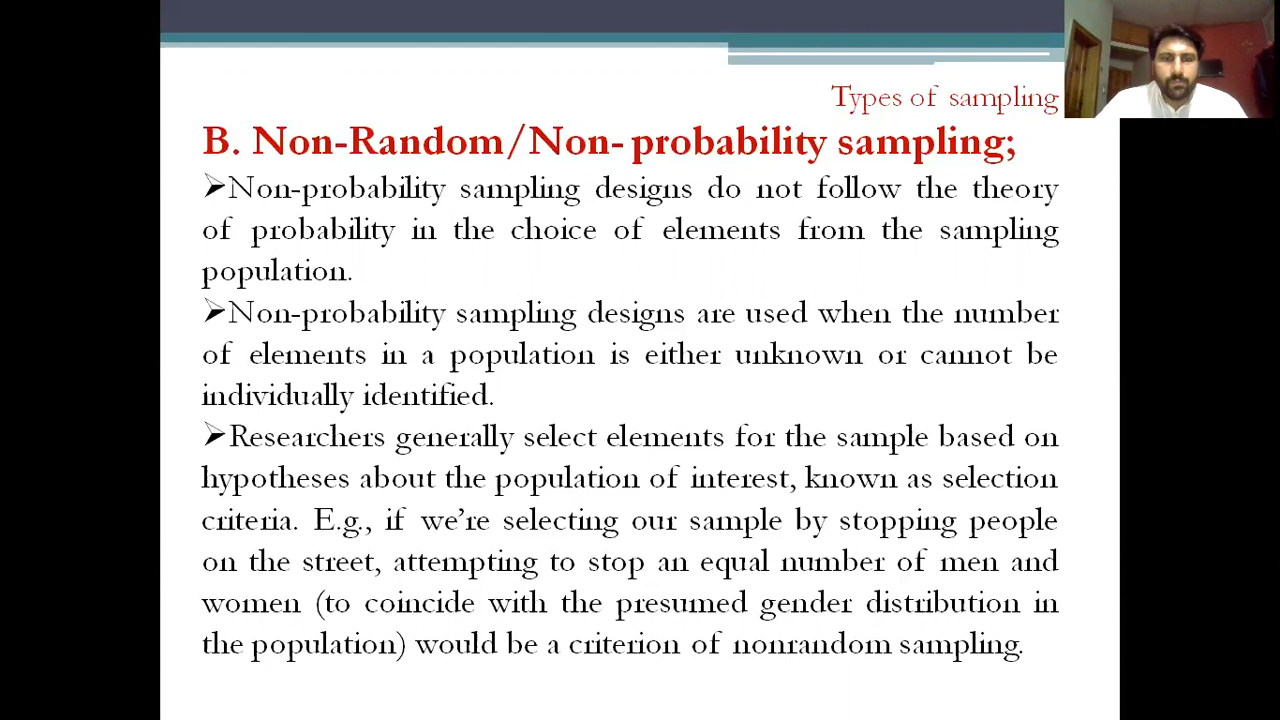 Types of sampling
B. Non-Random/Non- probability sampling;
➢Non-probability sampling designs do not follow the theory
of probability in the choice of elements from the sampling
population.
➢Non-probability sampling designs are used when the number
of elements in a population is either unknown or cannot be
individually identified.
➢Researchers generally select elements for the sample based on
hypotheses about the population of interest, known as selection
criteria. E.g., if we’re selecting our sample by stopping people
on the street, attempting to stop an equal number of men and
women (to coincide with the presumed gender distribution in
the population) would be a criterion of nonrandom sampling.